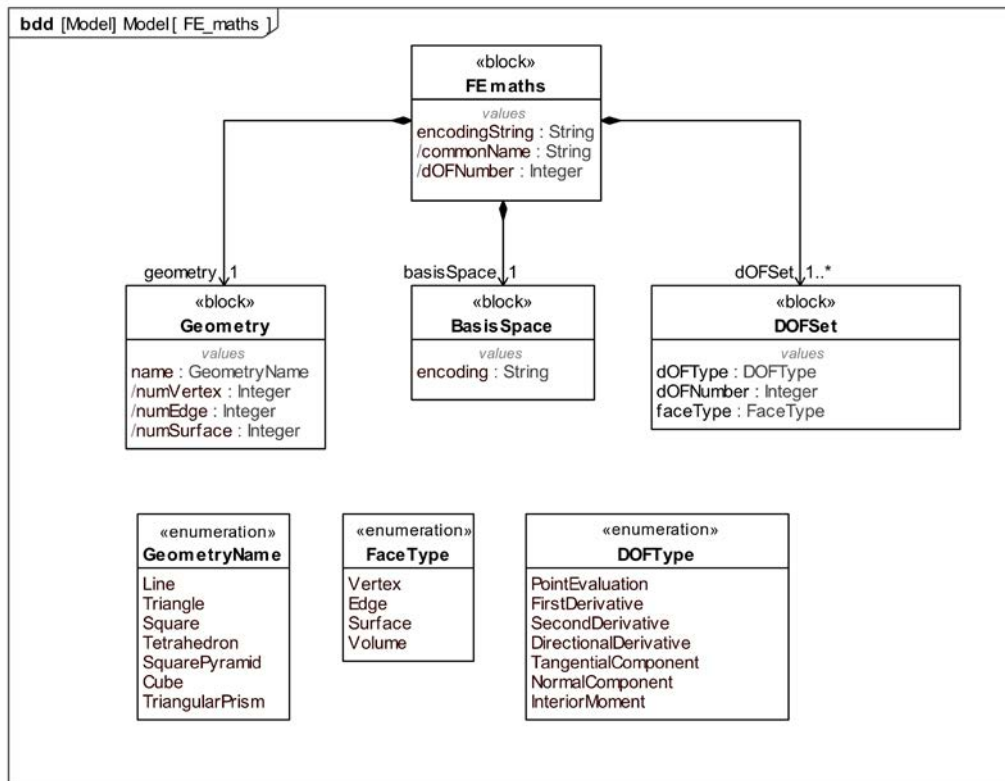 bdd [Model] Model [ FE_maths ]
«block»
FEmaths
values
encodingString : String
/commonName : String
/dOFNumber : Integer
geometry 1
basisSpace 1
dOFSet 1..*
«block»
Geometry
values
name : GeometryName
/numVertex : Integer
/numEdge : Integer
/numSurface : Integer
«block»
BasisSpace
values
encoding : String
«block»
DOFSet
values
dOFType : DOFType
dOFNumber : Integer
faceType : FaceType
«enumeration»
GeometryName
Line
Triangle
Square
Tetrahedron
SquarePyramid
Cube
TriangularPrism
«enumeration»
FaceType
Vertex
Edge
Surface
Volume
«enumeration»
DOFType
PointEvaluation
FirstDerivative
SecondDerivative
DirectionalDerivative
TangentialComponent
NormalComponent
InteriorMoment